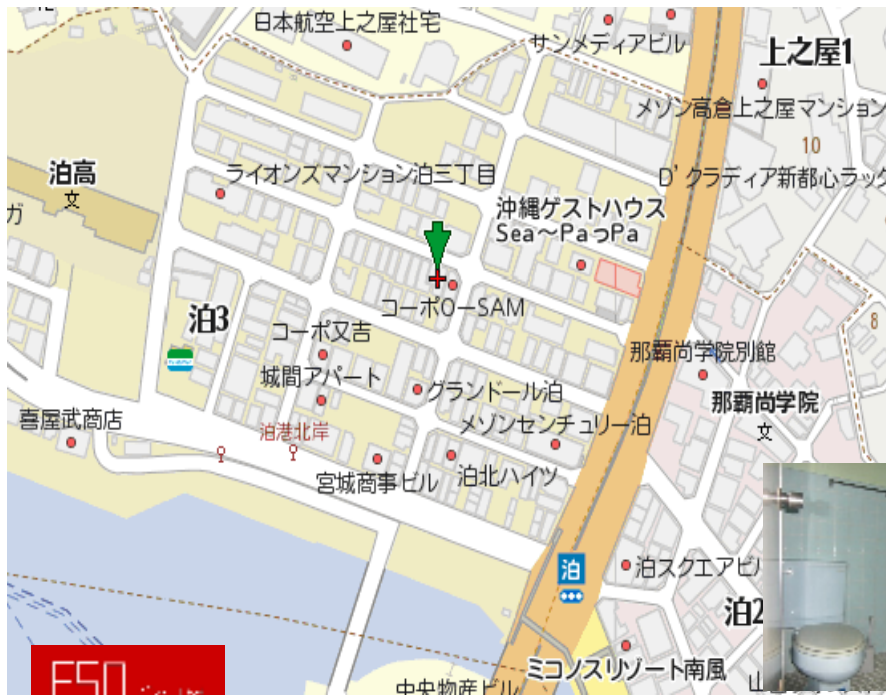 日本航空上之屋社宅
サンメディアビル
上之屋1
メゾン高倉上之屋マンション
10
泊高
ライオンズマンション泊三丁目
D'クラディア新都心ラック
沖縄ゲストハウス
Sea〜PaっPa
ガ
コーポO−SAM
泊3
コーポ又吉
8
那覇尚学院別館
城間アパート
グランドール泊
那覇尚学院
喜屋武商店
泊港北岸
メゾンセンチュリー泊
宮城商事ビル
泊北ハイツ
泊
泊スクエアビル
泊2
ミコノスリゾート南風
中央物産ビル
山